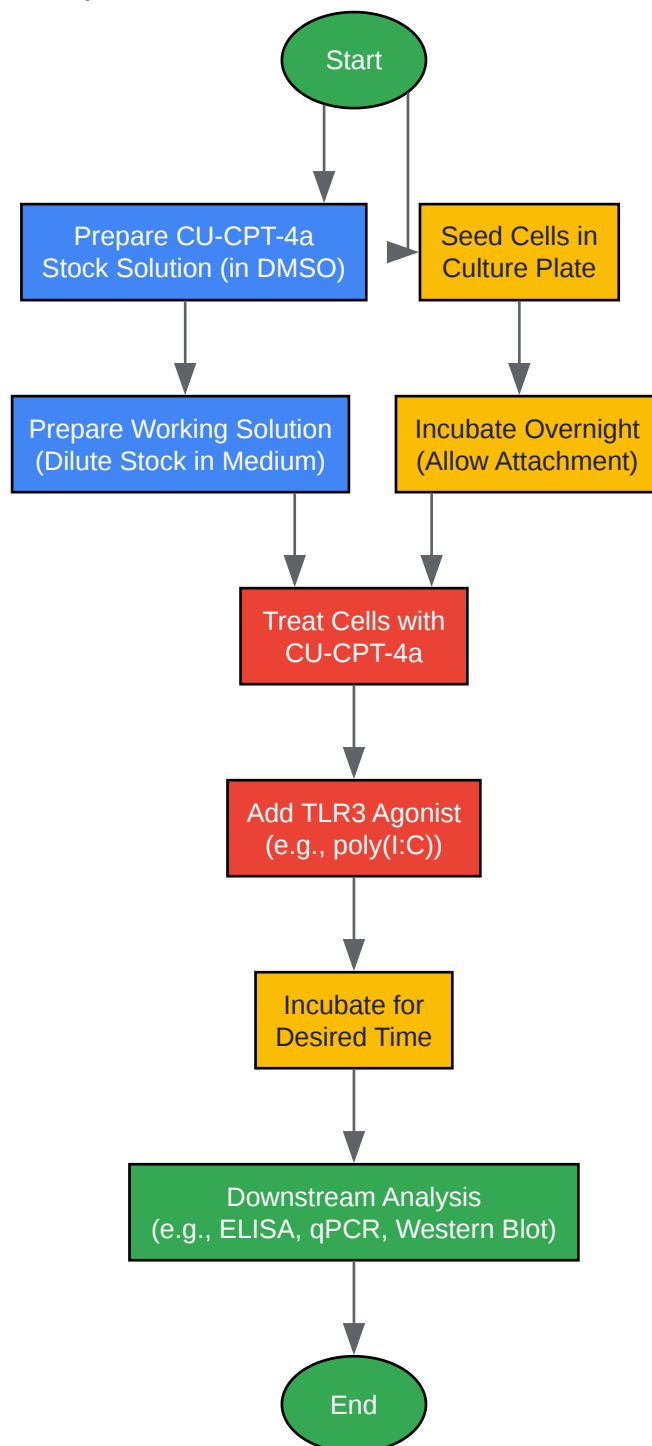 Start
Prepare CU-CPT-4a
Stock Solution (in DMSO)
Seed Cells in
Culture Plate
Prepare Working Solution
(Dilute Stock in Medium)
Incubate Overnight
(Allow Attachment)
Treat Cells with
CU-CPT-4a
Add TLR3 Agonist
(e.g., poly(I:C))
Incubate for
Desired Time
Downstream Analysis
(e.g., ELISA, qPCR, Western Blot)
End